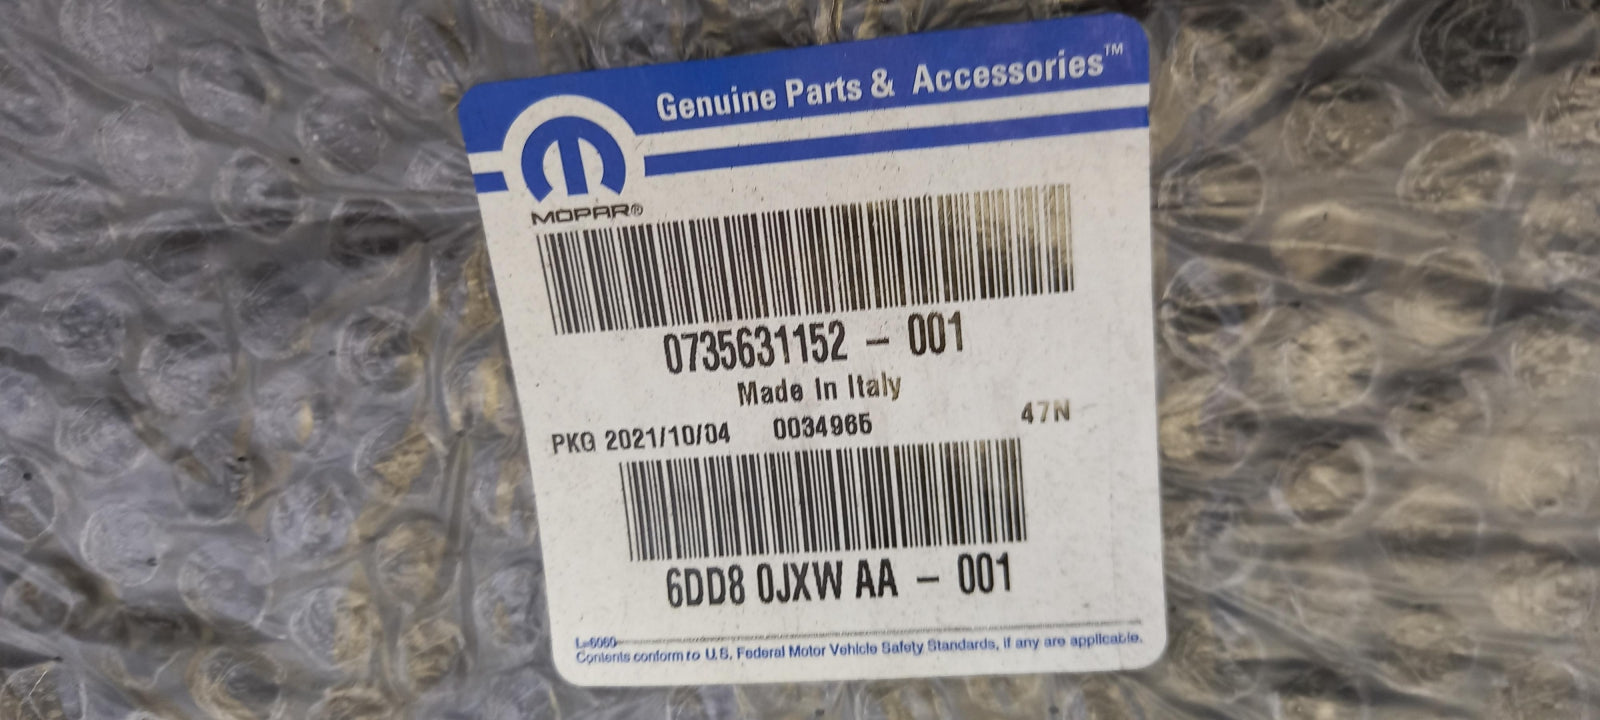 Genuine Parts & Accessories™
MOPAR®
0735631152 – 001
Made In Italy
PKG 2021/10/04 0034965 47N
6DD8 0JXW AA – 001
L=6060
Contents conform to U.S. Federal Motor Vehicle Safety Standards, if any are applicable.